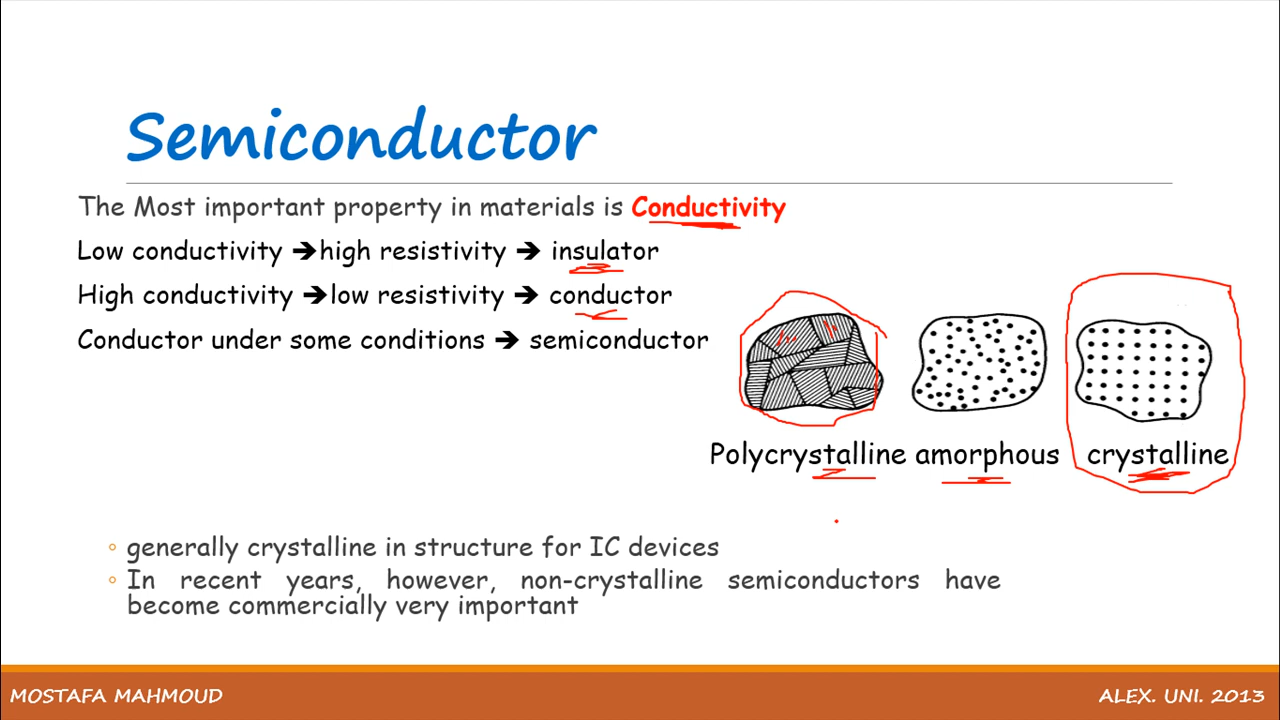 Semiconductor
The Most important property in materials is Conductivity
Low conductivity ➔high resistivity ➔ insulator
High conductivity ➔low resistivity ➔ conductor
Conductor under some conditions ➔ semiconductor
Polycrystalline amorphous crystalline
◦ generally crystalline in structure for IC devices
◦ In recent years, however, non-crystalline semiconductors have
become commercially very important
MOSTAFA MAHMOUD
ALEX. UNI. 2013